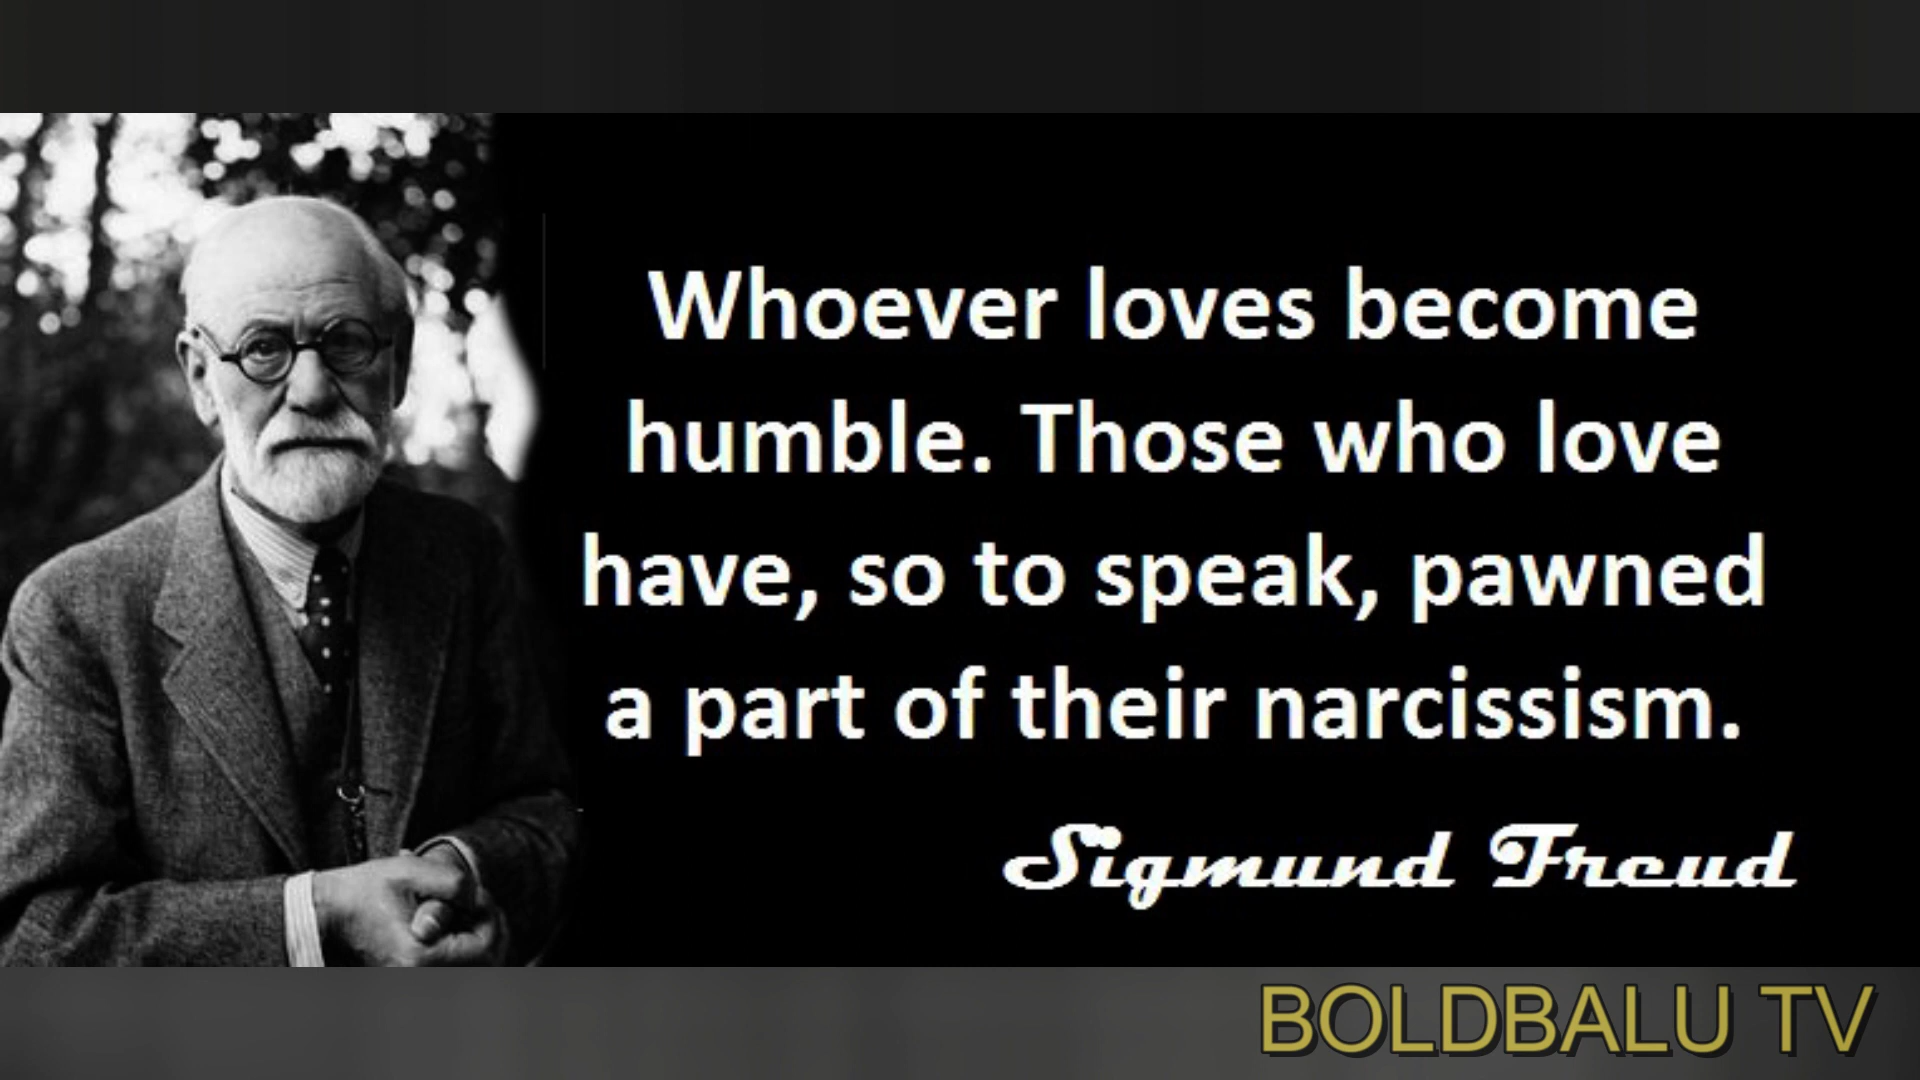 Whoever loves become
humble. Those who love
have, so to speak, pawned
a part of their narcissism.
Sigmund Freud
BOLDBALU TV